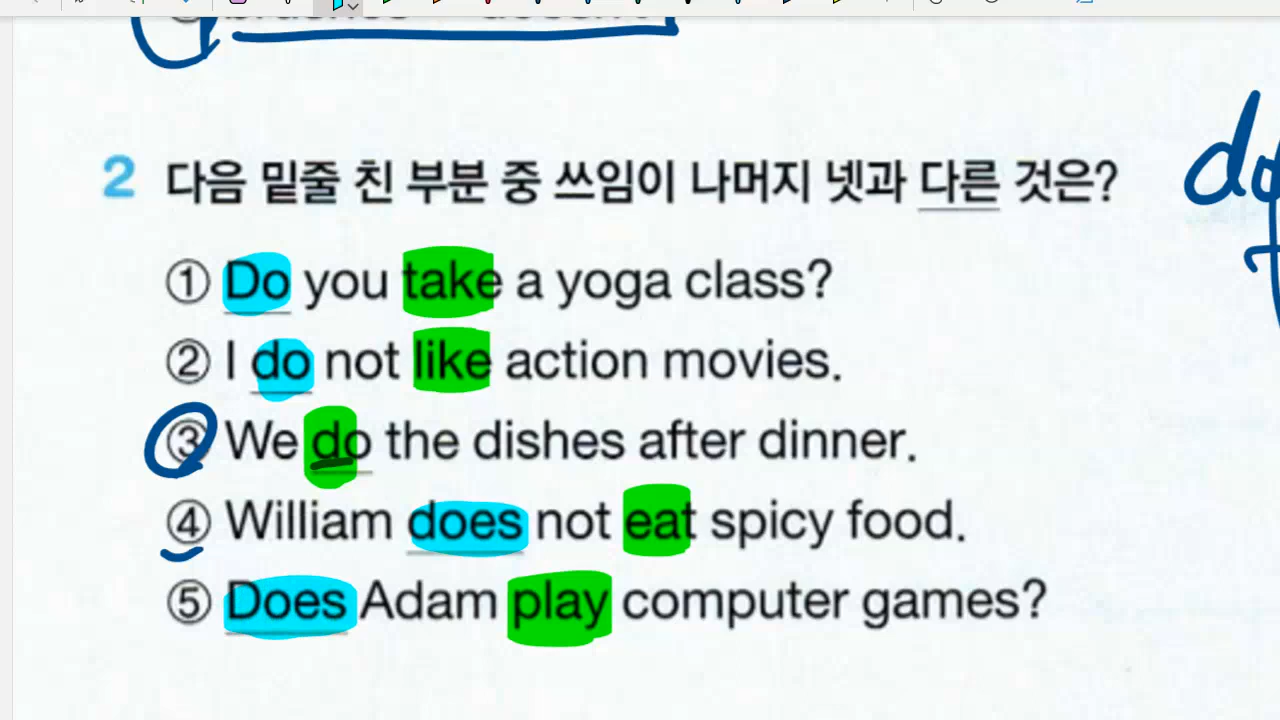 2 다음 밑줄 친 부분 중 쓰임이 나머지 넷과 다른 것은?
① Do you take a yoga class?
② I do not like action movies.
③ We do the dishes after dinner.
④ William does not eat spicy food.
⑤ Does Adam play computer games?